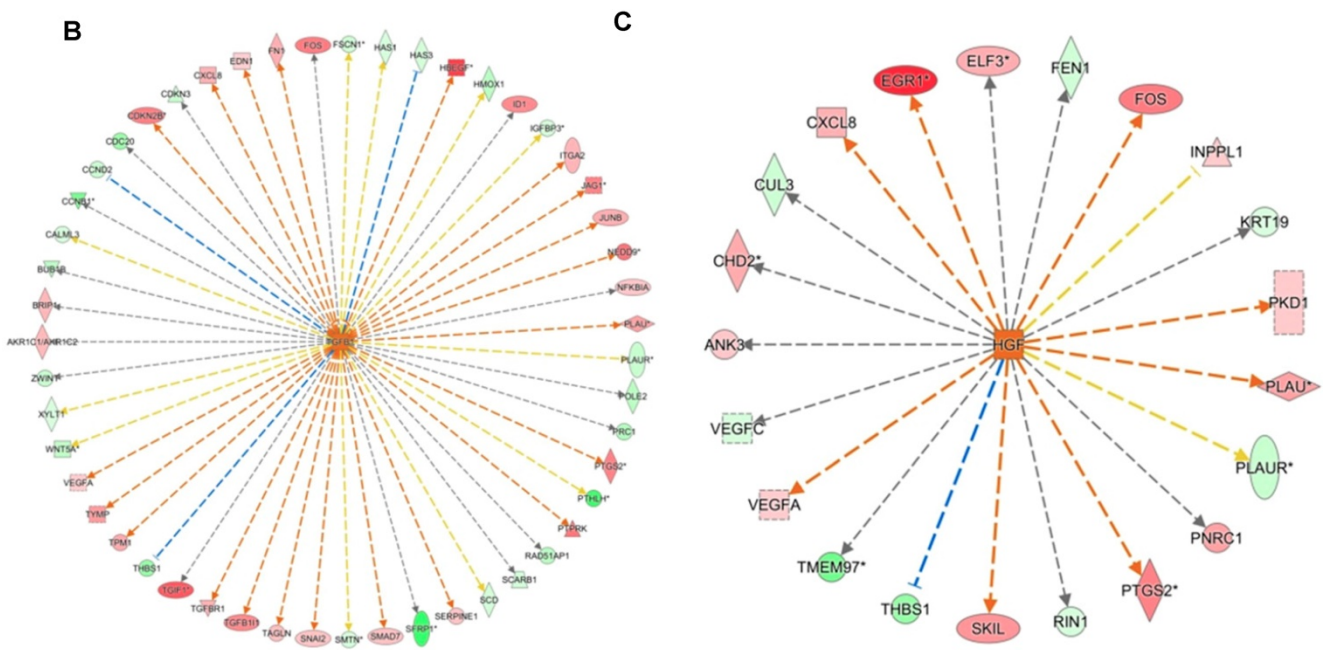 B
FN1
FOS
FSCN1*
HAS1
HAS3
HBEGF*
HMOX1
ID1
IGFBP3*
ITGA2
JAG1*
JUNB
NEDD9*
NFKBIA
PLAU*
PLAUR*
POLE2
PRC1
PTGS2*
PTHLH*
PTPRK
RAD51AP1
SCARB1
SCD
SERPINE1
SFRP1*
SMAD7
SMTN*
SNAI2
TAGLN
TGFB1I1
TGFBR1
TGIF1*
THBS1
TPM1
TYMP
VEGFA
WNT5A*
XYLT1
ZWINT
AKR1C1/AKR1C2
BRIP1
BUB1B
CALML3
CCNB1*
CCND2
CDC20
CDKN2B*
CDKN3
CXCL8
EDN1
C
EGR1*
ELF3*
FEN1
FOS
INPPL1
KRT19
PKD1
PLAU*
PLAUR*
PNRC1
PTGS2*
RIN1
SKIL
THBS1
TMEM97*
VEGFA
VEGFC
ANK3
CHD2*
CUL3
CXCL8
HGF